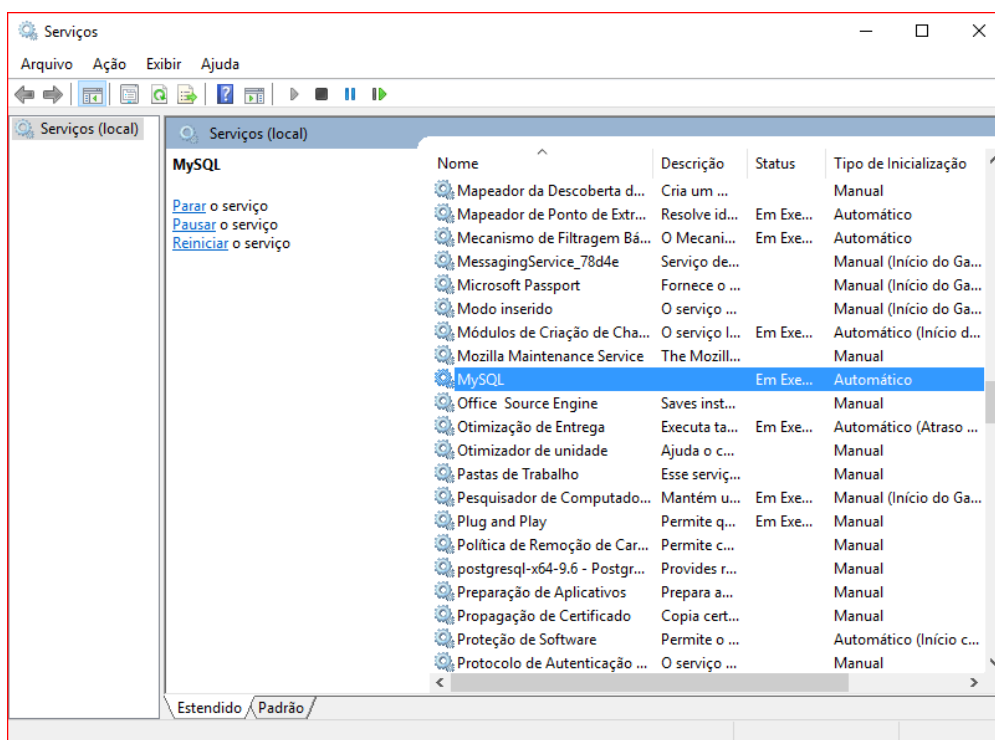 Serviços
Arquivo Ação Exibir Ajuda
Serviços (local)
Serviços (local)
MySQL
Parar o serviço
Pausar o serviço
Reiniciar o serviço
Nome Descrição Status Tipo de Inicialização
Mapeador da Descoberta d... Cria um ... Manual
Mapeador de Ponto de Extr... Resolve id... Em Exe... Automático
Mecanismo de Filtragem Bá... O Mecani... Em Exe... Automático
MessagingService_78d4e Serviço de... Manual (Início do Ga...
Microsoft Passport Fornece o ... Manual (Início do Ga...
Modo inserido O serviço ... Manual (Início do Ga...
Módulos de Criação de Cha... O serviço I... Em Exe... Automático (Início d...
Mozilla Maintenance Service The Mozill... Manual
MySQL Em Exe... Automático
Office Source Engine Saves inst... Manual
Otimização de Entrega Executa ta... Em Exe... Automático (Atraso ...
Otimizador de unidade Ajuda o c... Manual
Pastas de Trabalho Esse serviç... Manual
Pesquisador de Computado... Mantém u... Em Exe... Manual (Início do Ga...
Plug and Play Permite q... Em Exe... Manual
Política de Remoção de Car... Permite c... Manual
postgresql-x64-9.6 - Postgr... Provides r... Manual
Preparação de Aplicativos Prepara a... Manual
Propagação de Certificado Copia cert... Manual
Proteção de Software Permite o ... Automático (Início c...
Protocolo de Autenticação ... O serviço ... Manual
Estendido Padrão